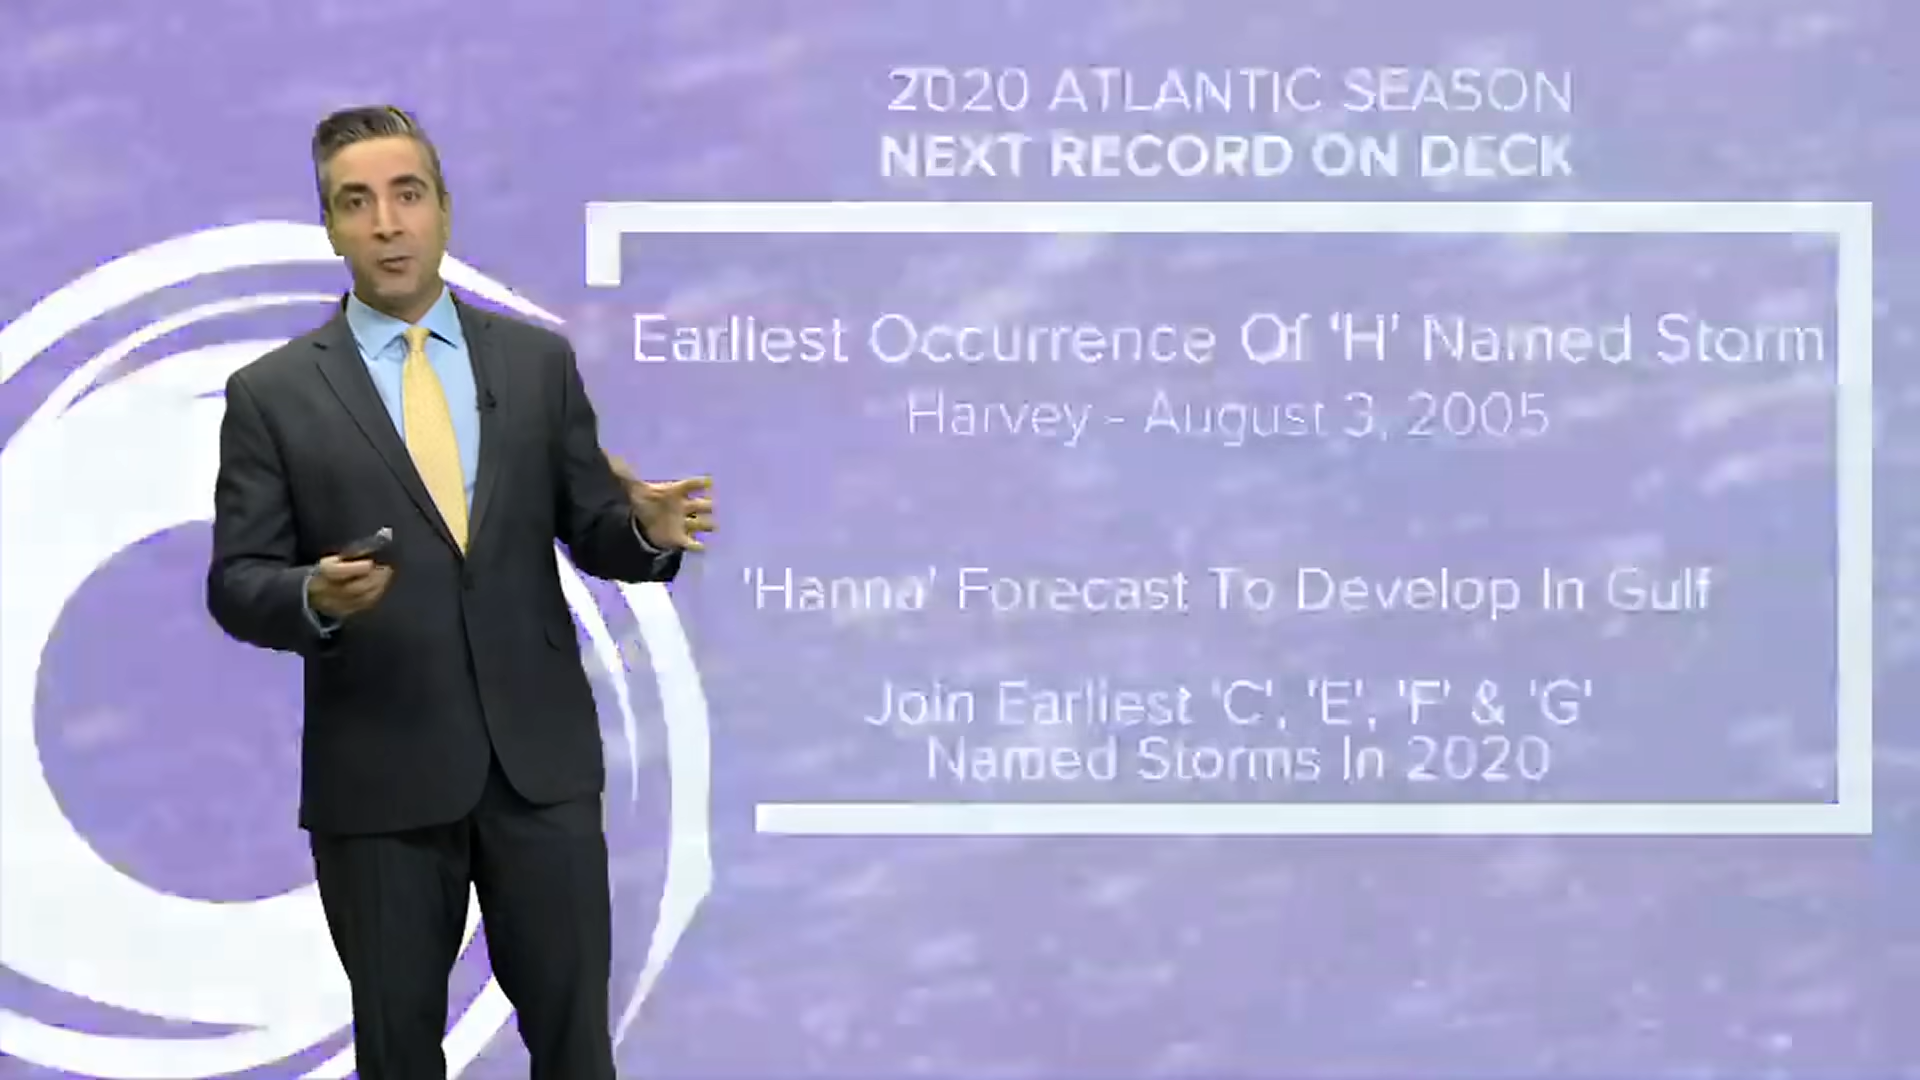 2020 ATLANTIC SEASON
NEXT RECORD ON DECK
Earliest Occurrence Of 'H' Named Storm
Harvey - August 3, 2005
'Hanna' Forecast To Develop In Gulf
Join Earliest 'C', 'E', 'F' & 'G'
Named Storms In 2020